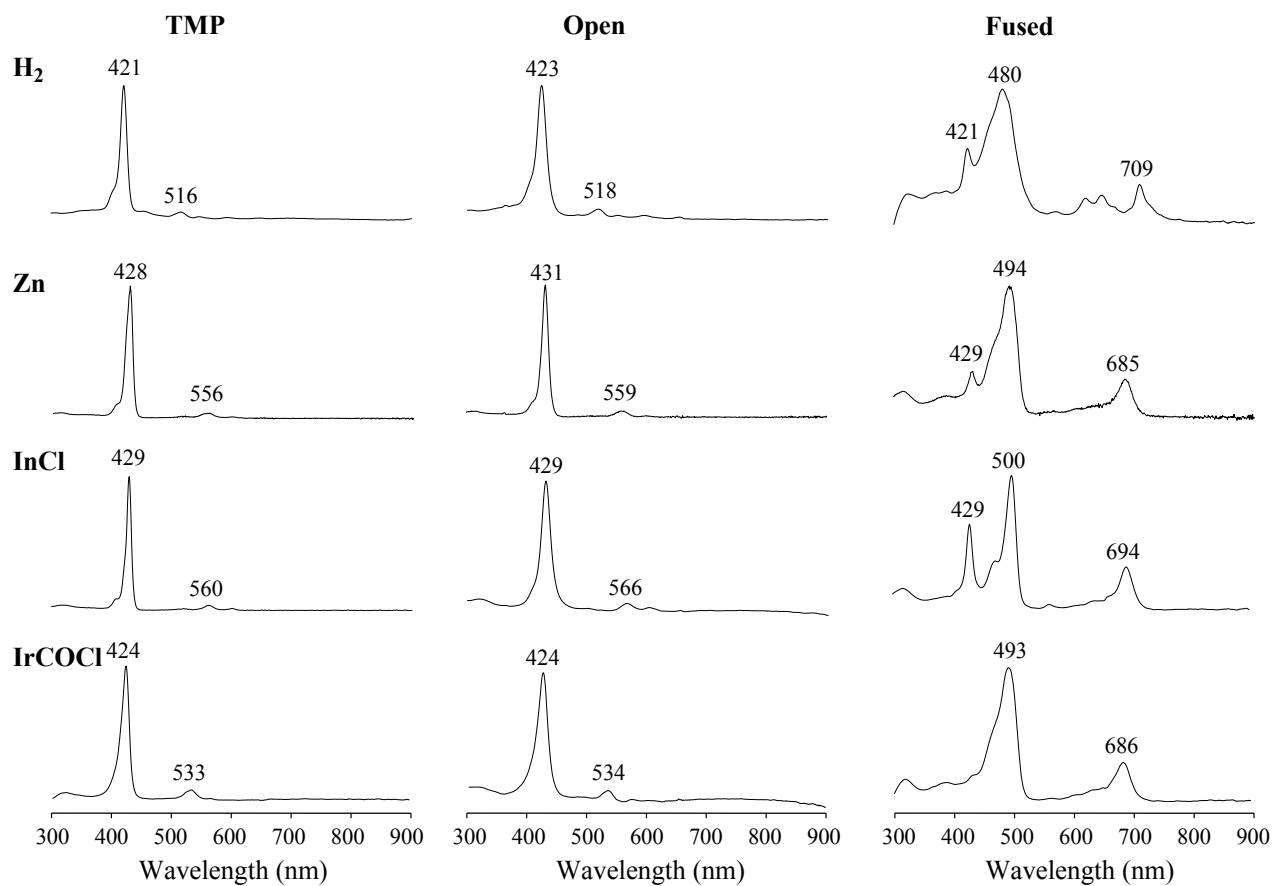 TMP Open Fused
H₂
421
516
423
518
421
480
709
Zn
428
556
431
559
429
494
685
InCl
429
560
429
566
429
500
694
IrCOCl
424
533
424
534
493
686
300 400 500 600 700 800 900
300 400 500 600 700 800 900
300 400 500 600 700 800 900
Wavelength (nm)
Wavelength (nm)
Wavelength (nm)